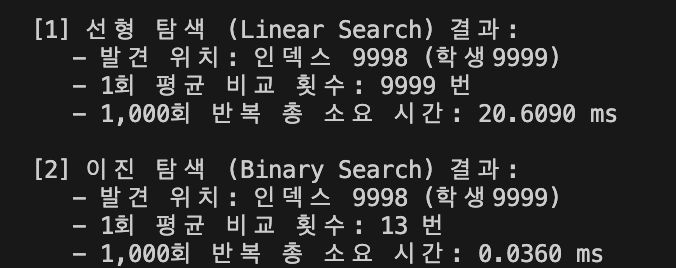 [1] 선형 탐색 (Linear Search) 결과:
- 발견 위치: 인덱스 9998 (학생9999)
- 1회 평균 비교 횟수: 9999 번
- 1,000회 반복 총 소요 시간: 20.6090 ms
[2] 이진 탐색 (Binary Search) 결과:
- 발견 위치: 인덱스 9998 (학생9999)
- 1회 평균 비교 횟수: 13 번
- 1,000회 반복 총 소요 시간: 0.0360 ms